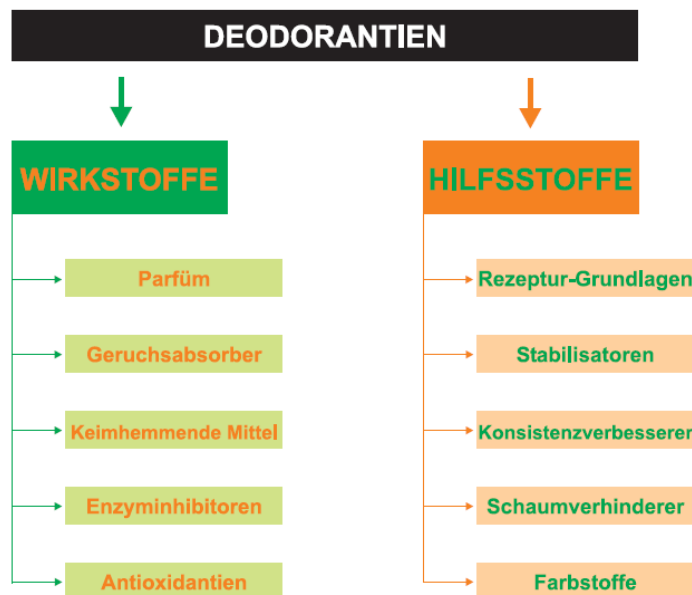 DEODORANTIEN
WIRKSTOFFE
Parfüm
Geruchsabsorber
Keimhemmende Mittel
Enzyminhibitoren
Antioxidantien
HILFSSTOFFE
Rezeptur-Grundlagen
Stabilisatoren
Konsistenzverbesserer
Schaumverhinderer
Farbstoffe